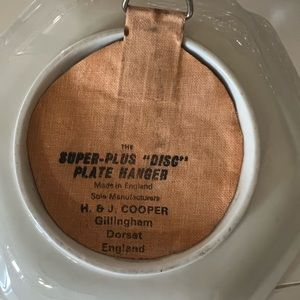 THE
SUPER-PLUS "DISC"
PLATE HANGER
Made in England
Sole Manufacturers
H. & J. COOPER
Gillingham
Dorset
England